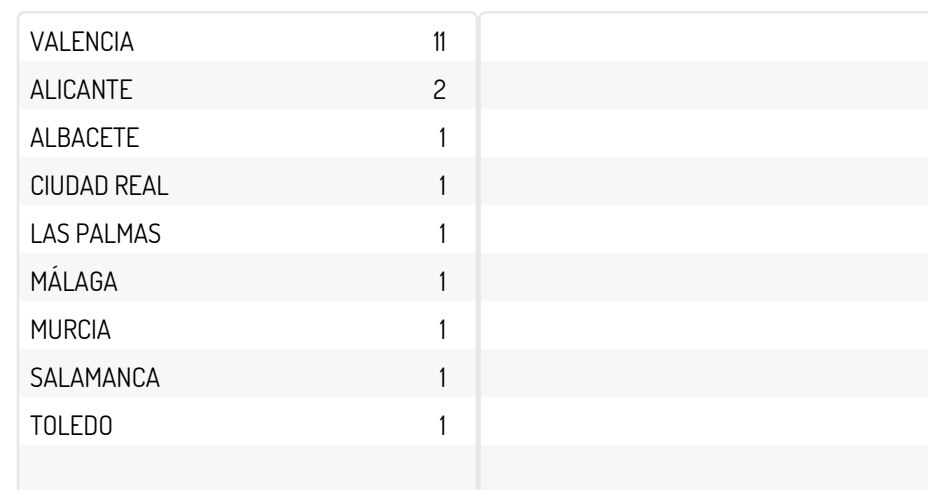 VALENCIA 11
ALICANTE 2
ALBACETE 1
CIUDAD REAL 1
LAS PALMAS 1
MÁLAGA 1
MURCIA 1
SALAMANCA 1
TOLEDO 1